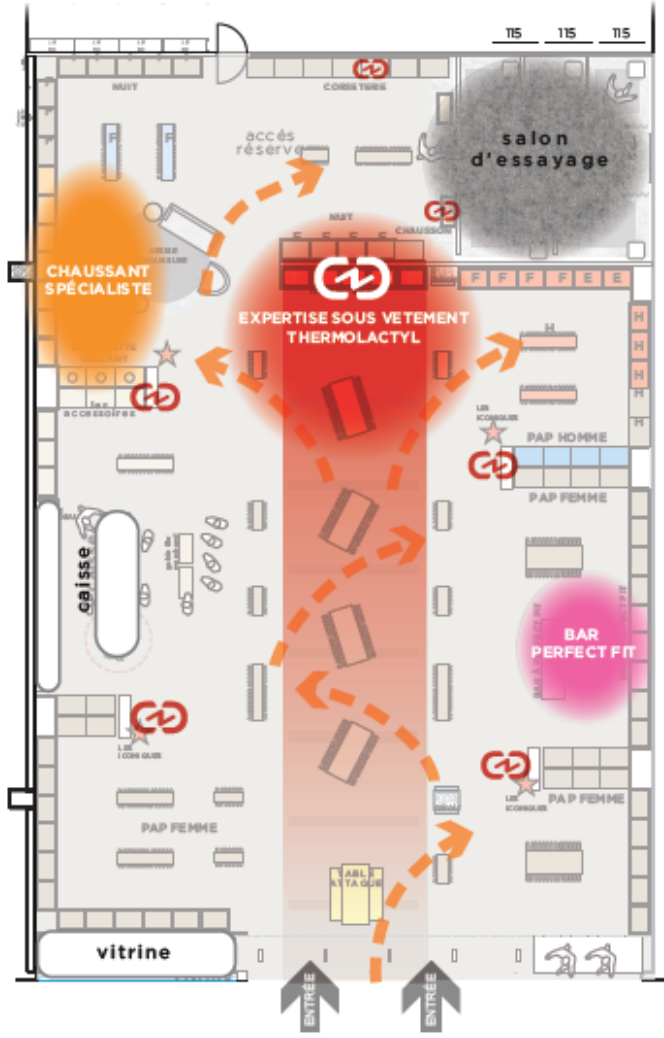 115 115 115
NUIT
CORSETERIE
accés
réserve
salon
d'essayage
F
F
NUIT
CHAUSSON
F F F F
CHAUSSANT
SPÉCIALISTE
EXPERTISE SOUS VETEMENT
THERMOLACTYL
F F F F E E
H
H
H
H
H
H
les
accessoires
LES
ICONIQUES
PAP HOMME
PAP FEMME
caisse
BAR
PERFECT FIT
LES
ICONIQUES
LES
ICONIQUES
PAP FEMME
PAP FEMME
TABLE
ATTAQUE
vitrine
ENTRÉE
ENTRÉE